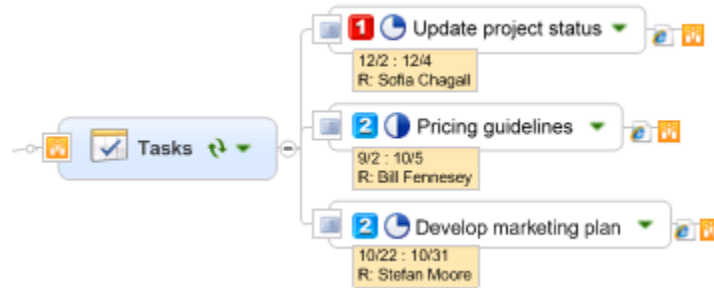 1 Update project status
12/2 : 12/4
R: Sofia Chagall
Tasks
2 Pricing guidelines
9/2 : 10/5
R: Bill Fennesey
2 Develop marketing plan
10/22 : 10/31
R: Stefan Moore